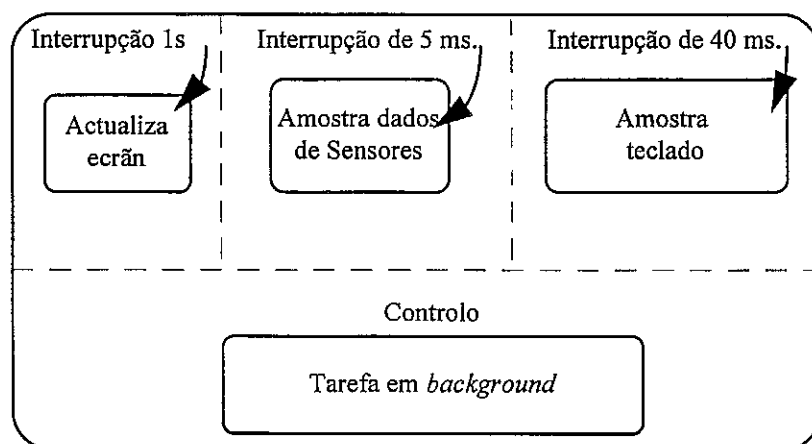 Interrupção 1s
Interrupção de 5 ms.
Interrupção de 40 ms.
Actualiza
ecrãn
Amostra dados
de Sensores
Amostra
teclado
Controlo
Tarefa em background